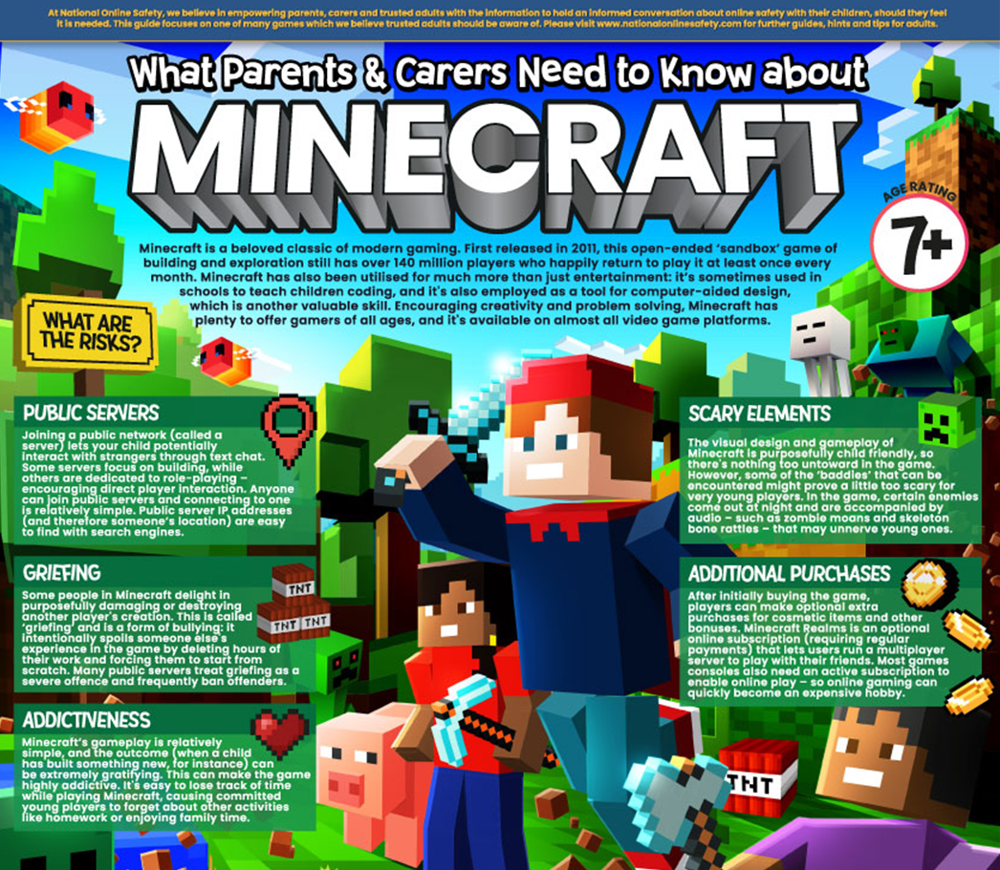 At National Online Safety, we believe in empowering parents, carers and trusted adults with the information to hold an informed conversation about online safety with their children, should they feel
it is needed. This guide focuses on one of many games which we believe trusted adults should be aware of. Please visit www.nationalonlinesafety.com for further guides, hints and tips for adults.
What Parents & Carers Need to Know about
MINECRAFT
AGE RATING
7+
Minecraft is a beloved classic of modern gaming. First released in 2011, this open-ended ‘sandbox’ game of
building and exploration still has over 140 million players who happily return to play it at least once every
month. Minecraft has also been utilised for much more than just entertainment: it’s sometimes used in
schools to teach children coding, and it's also employed as a tool for computer-aided design,
which is another valuable skill. Encouraging creativity and problem solving, Minecraft has
plenty to offer gamers of all ages, and it's available on almost all video game platforms.
WHAT ARE
THE RISKS?
PUBLIC SERVERS
Joining a public network (called a
server) lets your child potentially
interact with strangers through text chat.
Some servers focus on building, while
others are dedicated to role-playing –
encouraging direct player interaction. Anyone
can join public servers and connecting to one
is relatively simple. Public server IP addresses
(and therefore someone’s location) are easy
to find with search engines.
GRIEFING
Some people in Minecraft delight in
purposefully damaging or destroying
another player's creation. This is called
‘griefing’ and is a form of bullying: it
intentionally spoils someone else's
experience in the game by deleting hours of
their work and forcing them to start from
scratch. Many public servers treat griefing as a
severe offence and frequently ban offenders.
TNT
TNT TNT
ADDICTIVENESS
Minecraft’s gameplay is relatively
simple, and the outcome (when a child
has built something new, for instance) can
be extremely gratifying. This can make the game
highly addictive. It’s easy to lose track of time
while playing Minecraft, causing committed
young players to forget about other activities
like homework or enjoying family time.
SCARY ELEMENTS
The visual design and gameplay of
Minecraft is purposefully child friendly, so
there's nothing too untoward in the game.
However, some of the ‘baddies’ that can be
encountered might prove a little too scary for
very young players. In the game, certain enemies
come out at night and are accompanied by
audio – such as zombie moans and skeleton
bone rattles – that may unnerve young ones.
ADDITIONAL PURCHASES
After initially buying the game,
players can make optional extra
purchases for cosmetic items and other
bonuses. Minecraft Realms is an optional
online subscription (requiring regular
payments) that lets users run a multiplayer
server to play with their friends. Most games
consoles also need an active subscription to
enable online play – so online gaming can
quickly become an expensive hobby.
TNT